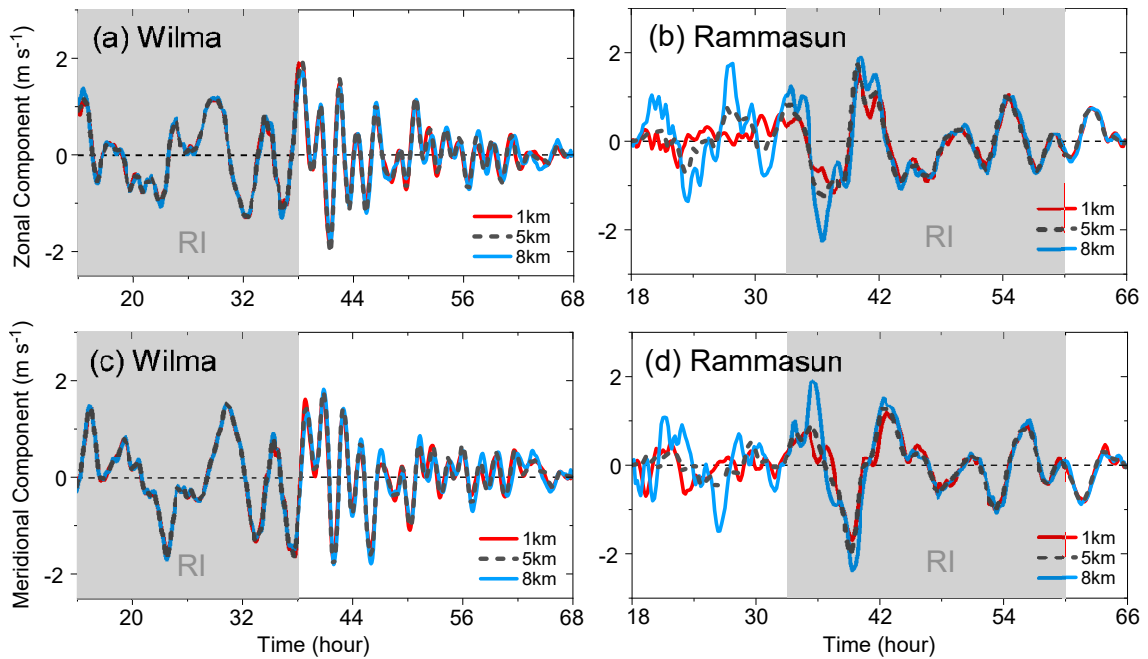 (a) Wilma
Zonal Component (m s⁻¹)
2
0
-2
RI
1km
5km
8km
20 32 44 56 68
(b) Rammasun
2
0
-2
RI
1km
5km
8km
18 30 42 54 66
(c) Wilma
Meridional Component (m s⁻¹)
2
0
-2
RI
1km
5km
8km
20 32 44 56 68
Time (hour)
(d) Rammasun
2
0
-2
RI
1km
5km
8km
18 30 42 54 66
Time (hour)